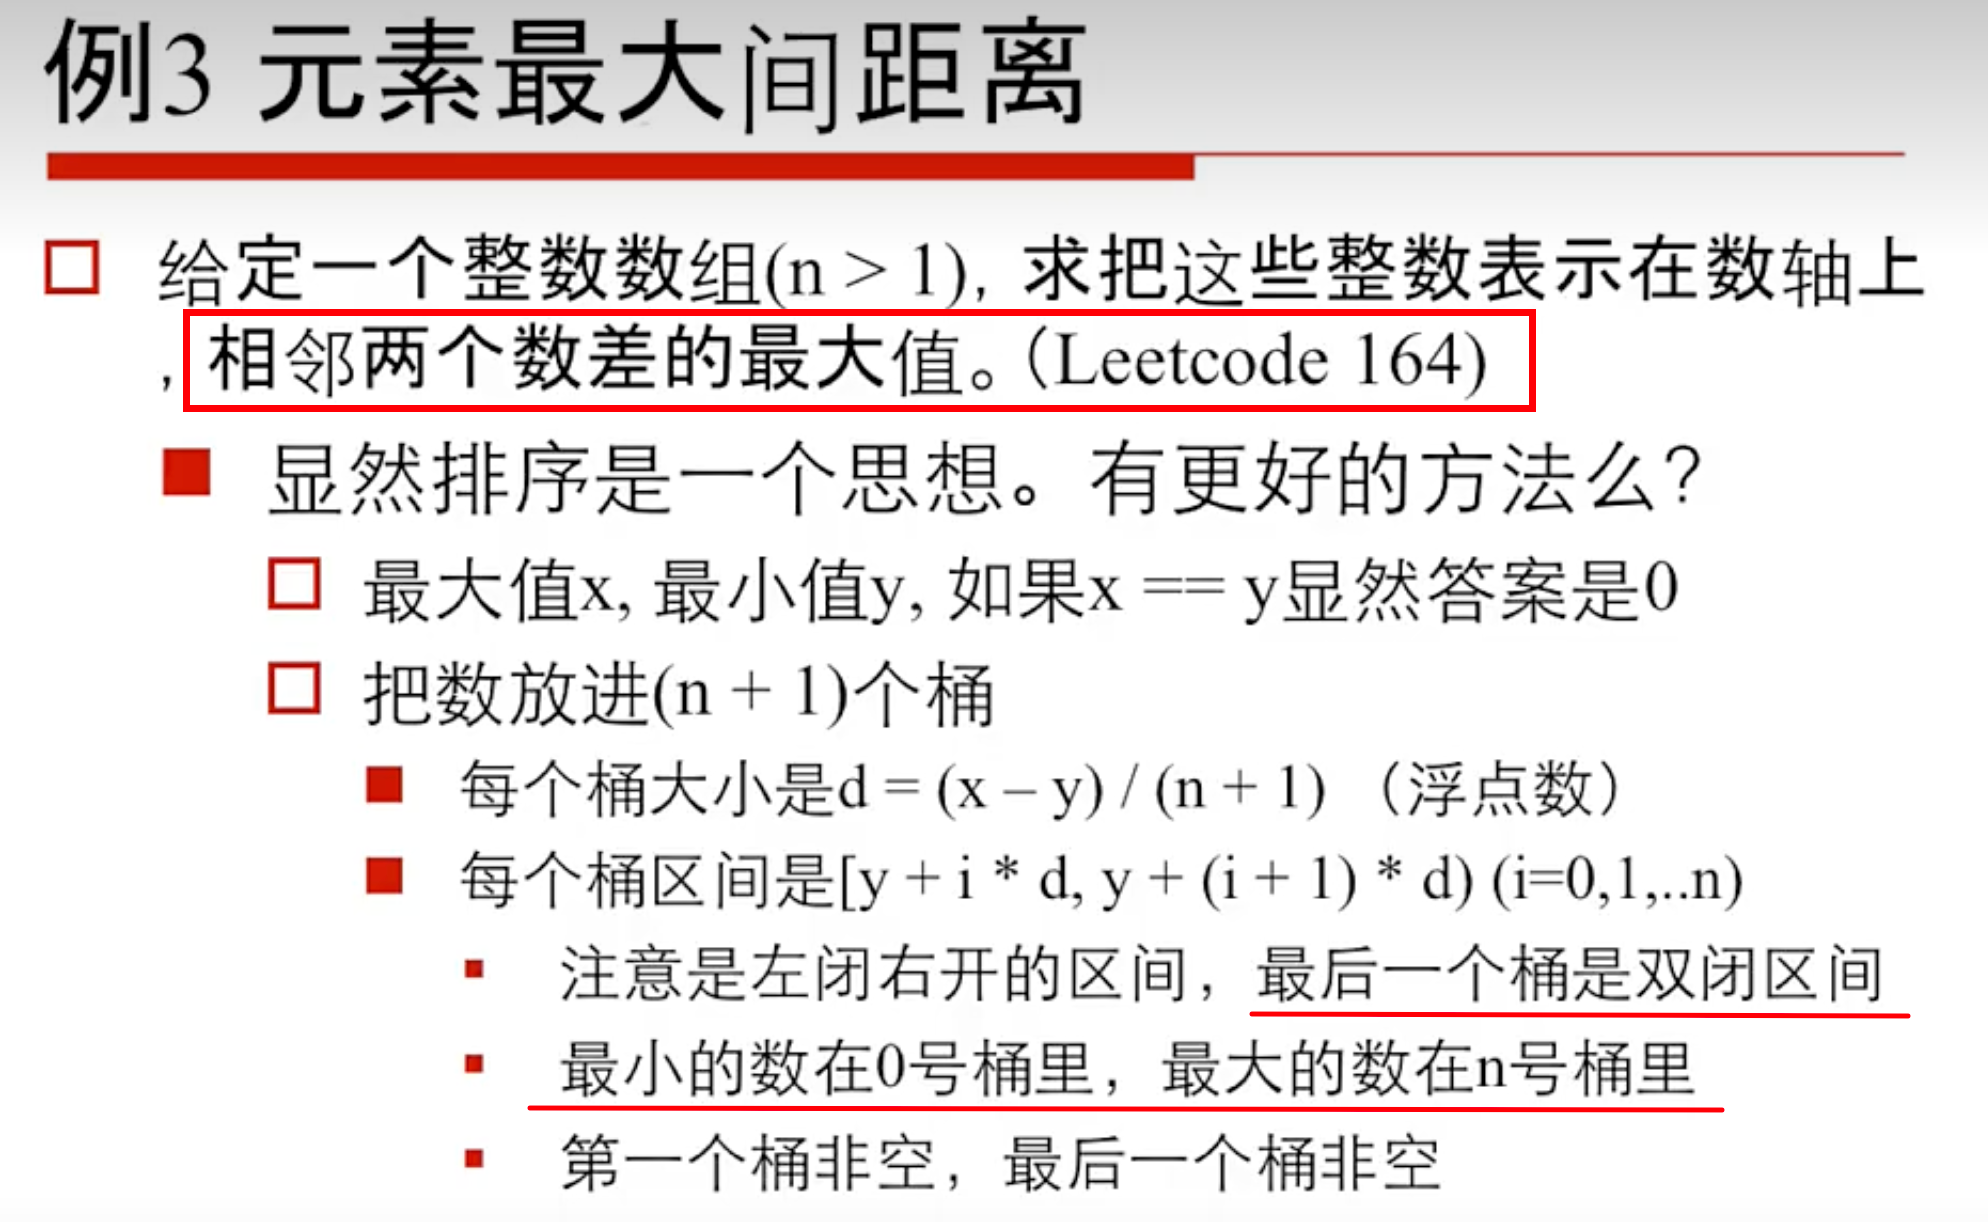 例3 元素最大间距离
给定一个整数数组(n > 1), 求把这些整数表示在数轴上
, 相邻两个数差的最大值。(Leetcode 164)
显然排序是一个思想。有更好的方法么?
最大值x, 最小值y, 如果x == y显然答案是0
把数放进(n + 1)个桶
每个桶大小是d = (x – y) / (n + 1) （浮点数）
每个桶区间是[y + i * d, y + (i + 1) * d) (i=0,1,..n)
注意是左闭右开的区间，最后一个桶是双闭区间
最小的数在0号桶里，最大的数在n号桶里
第一个桶非空，最后一个桶非空